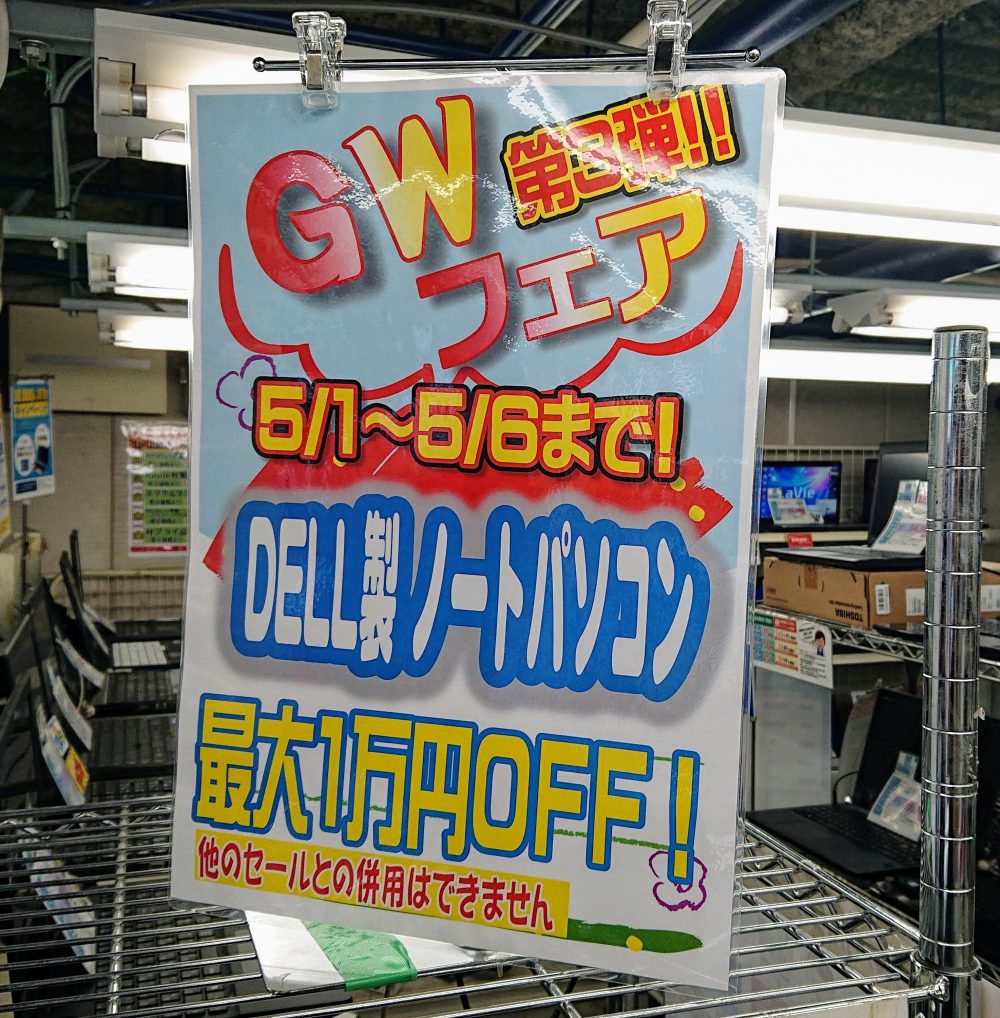 GW
第3弾!!
フェア
5/1～5/6まで!
DELL製ノートパソコン
最大1万円OFF!
他のセールとの併用はできません
LaVie
TOSHIBA